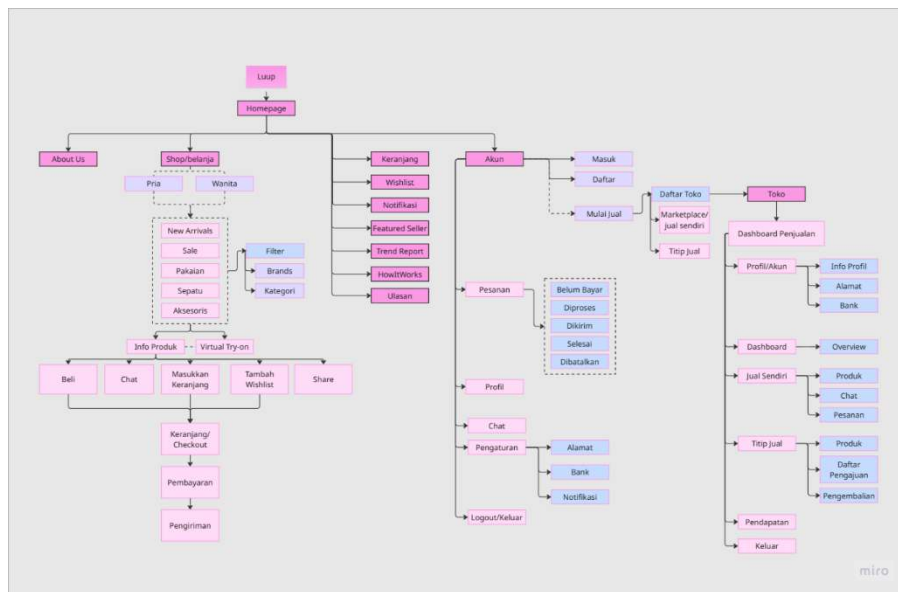 Luup
Homepage
About Us
Shop/belanja
Pria
Wanita
New Arrivals
Sale
Pakaian
Sepatu
Aksesoris
Filter
Brands
Kategori
Info Produk
Virtual Try-on
Beli
Chat
Masukkan
Keranjang
Tambah
Wishlist
Share
Keranjang/
Checkout
Pembayaran
Pengiriman
Keranjang
Wishlist
Notifikasi
Featured Seller
Trend Report
HowItWorks
Ulasan
Akun
Masuk
Daftar
Mulai Jual
Daftar Toko
Marketplace/
jual sendiri
Titip Jual
Pesanan
Belum Bayar
Diproses
Dikirim
Selesai
Dibatalkan
Profil
Chat
Pengaturan
Alamat
Bank
Notifikasi
Logout/Keluar
Toko
Dashboard Penjualan
Profil/Akun
Info Profil
Alamat
Bank
Dashboard
Overview
Jual Sendiri
Produk
Chat
Pesanan
Titip Jual
Produk
Daftar
Pengajuan
Pengembalian
Pendapatan
Keluar
miro